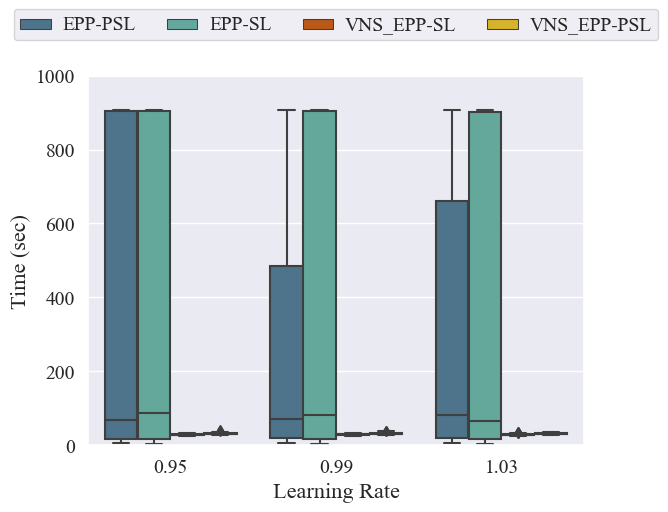 EPP-PSL EPP-SL VNS_EPP-SL VNS_EPP-PSL
1000
800
600
400
200
0
Time (sec)
0.95 0.99 1.03
Learning Rate